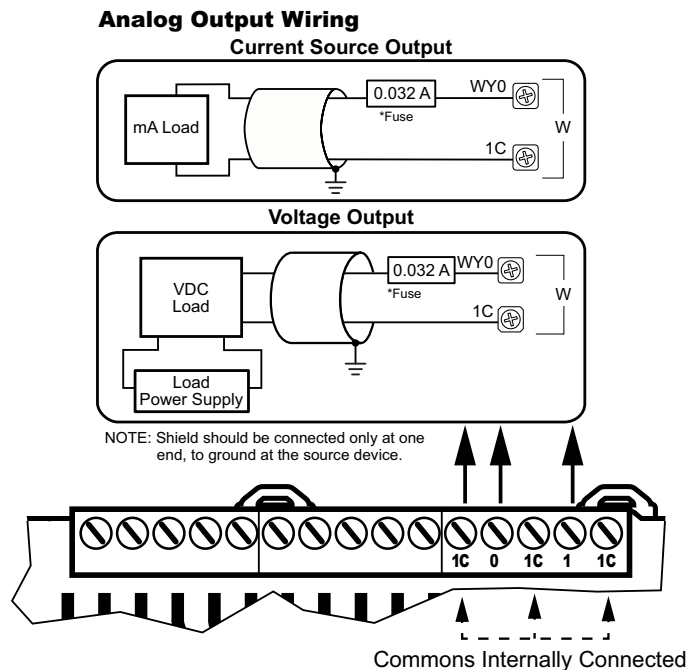 Analog Output Wiring
Current Source Output
mA Load
0.032 A
*Fuse
WY0
1C
W
Voltage Output
VDC
Load
Load
Power Supply
0.032 A
*Fuse
WY0
1C
W
NOTE: Shield should be connected only at one
end, to ground at the source device.
1C 0 1C 1 1C
Commons Internally Connected